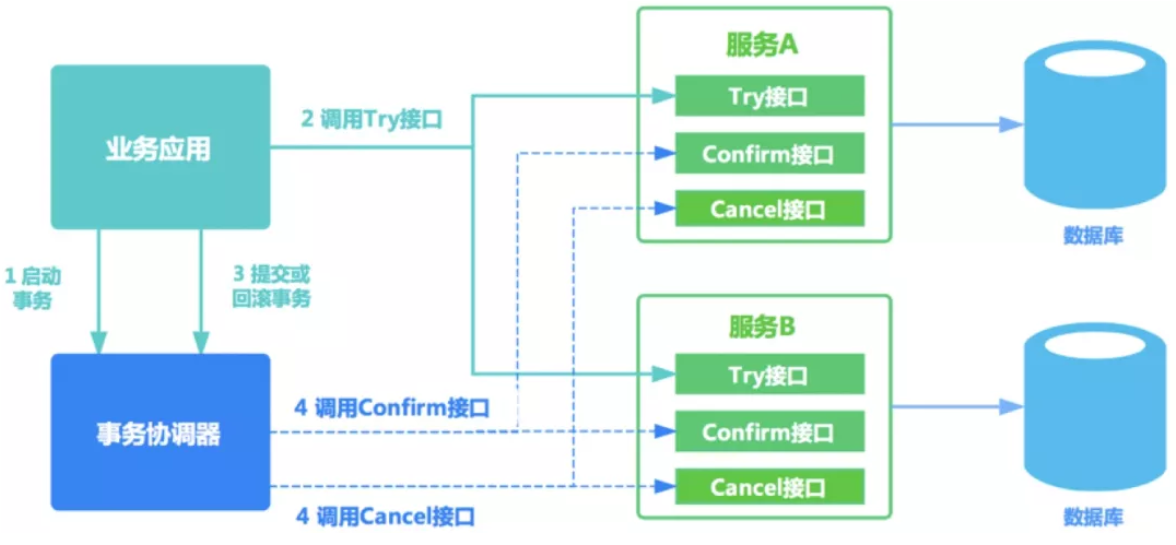 服务A
Try接口
Confirm接口
Cancel接口
数据库
业务应用
2 调用Try接口
1 启动
事务
3 提交或
回滚事务
服务B
Try接口
Confirm接口
Cancel接口
数据库
事务协调器
4 调用Confirm接口
4 调用Cancel接口